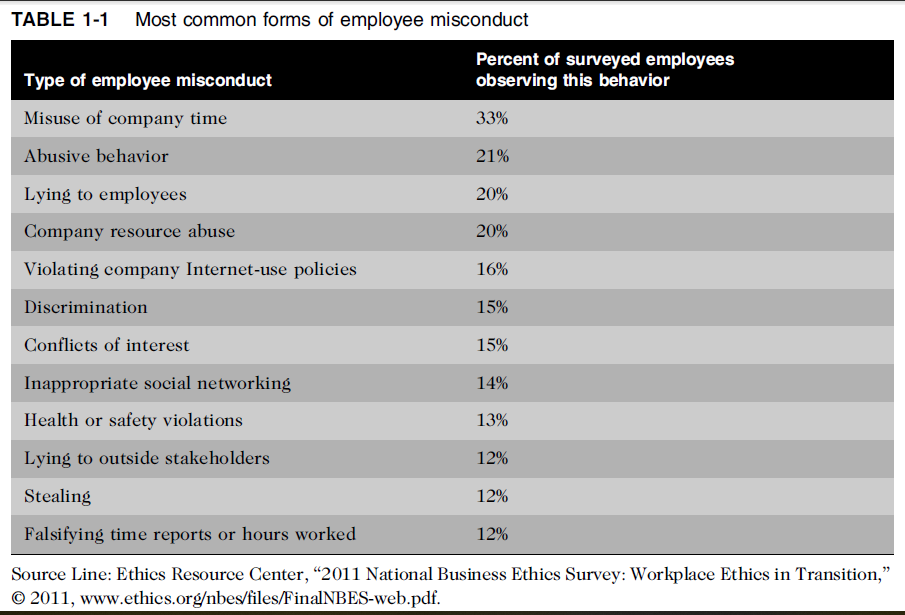 TABLE 1-1 Most common forms of employee misconduct
Type of employee misconduct Percent of surveyed employees observing this behavior
Misuse of company time 33%
Abusive behavior 21%
Lying to employees 20%
Company resource abuse 20%
Violating company Internet-use policies 16%
Discrimination 15%
Conflicts of interest 15%
Inappropriate social networking 14%
Health or safety violations 13%
Lying to outside stakeholders 12%
Stealing 12%
Falsifying time reports or hours worked 12%
Source Line: Ethics Resource Center, “2011 National Business Ethics Survey: Workplace Ethics in Transition,”
© 2011, www.ethics.org/nbes/files/FinalNBES-web.pdf.